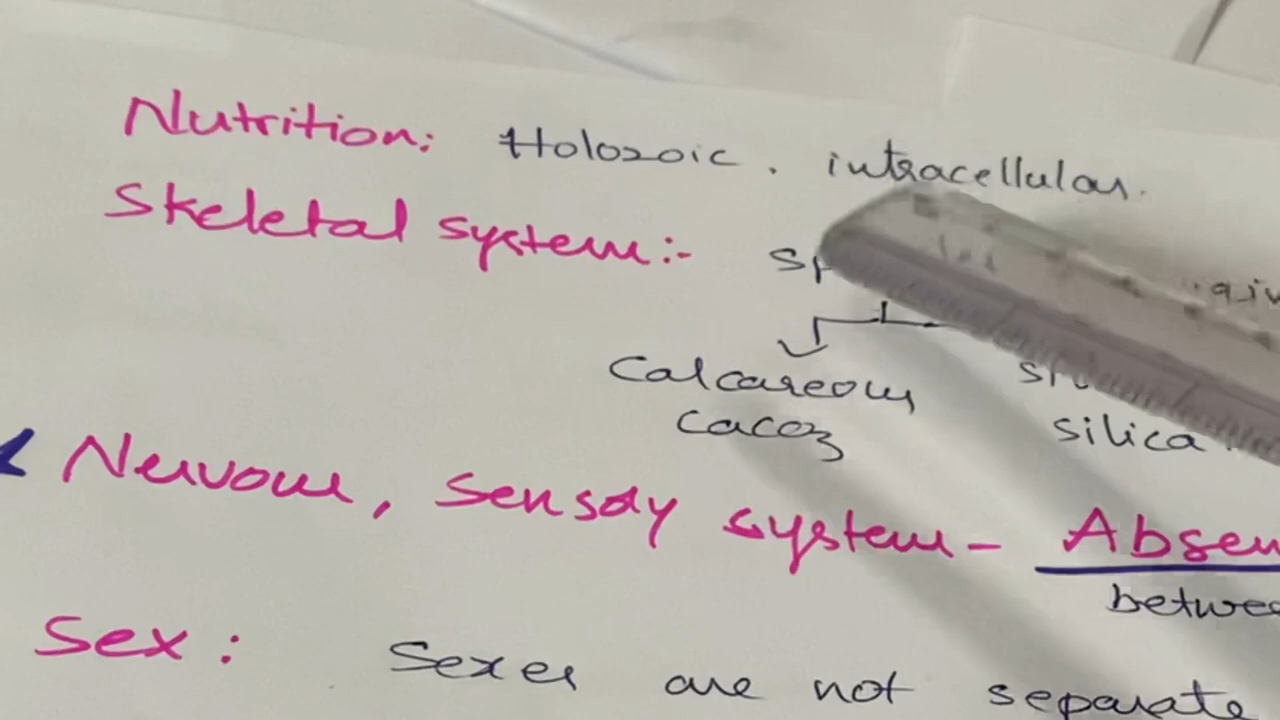 Nutrition: Holozoic. intracellular.
Skeletal system:-
Calcareous
CaCO3 silica
Nervous, Sensory system- Absen
betwee
Sex: Sexes are not separate